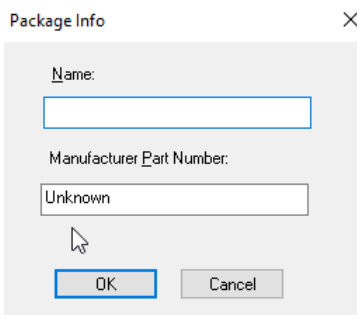 Package Info
Name:
Manufacturer Part Number:
Unknown
OK Cancel